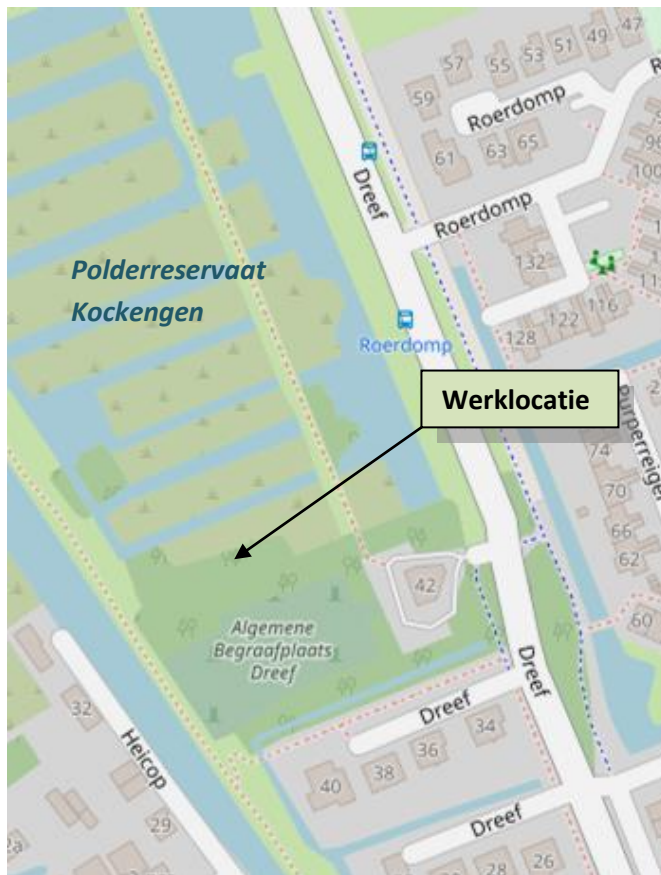 47
49
51
53
55
57
59
Roerdomp
65
63
61
96
100
Dreef
Roerdomp
Polderreservaat
Kockengen
132
116
122
128
Roerdomp
Werklocatie
Purperreiger
74
70
66
62
42
60
Algemene
Begraafplaats
Dreef
Dreef
32
Dreef
34
36
38
40
Heicop
29
2a
Dreef
26
28